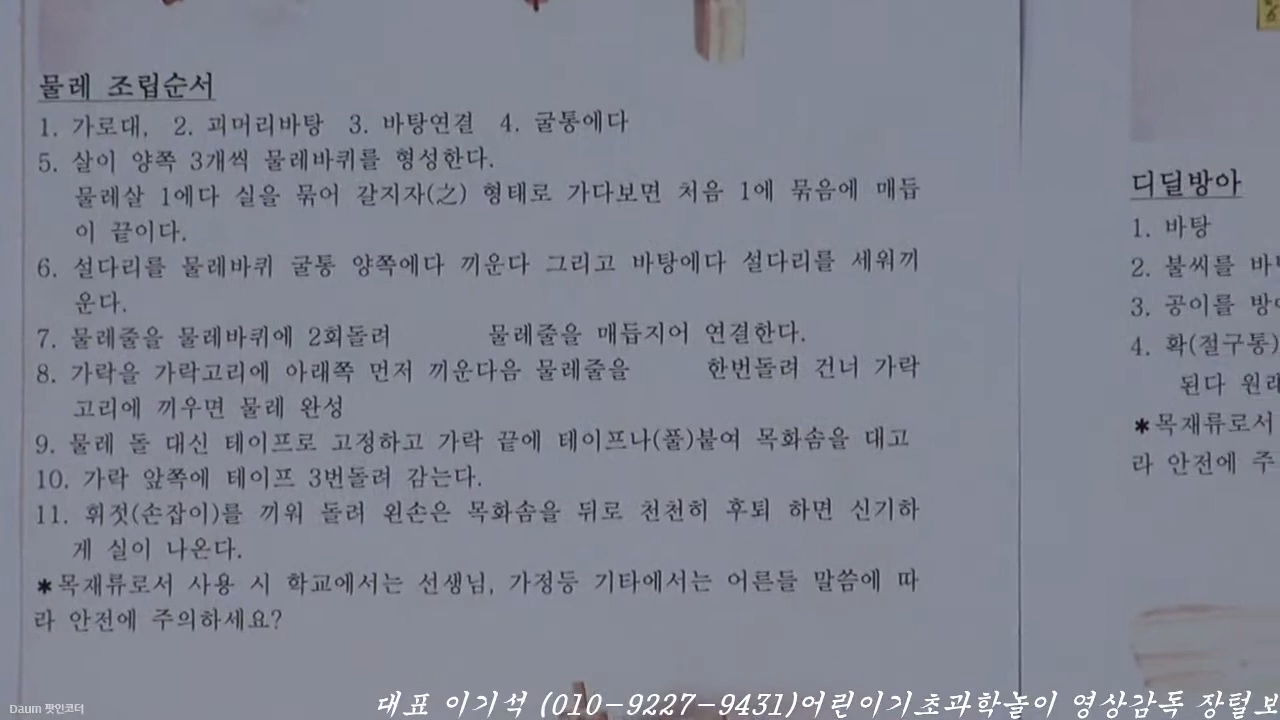 물레 조립순서
1. 가로대, 2. 괴머리바탕 3. 바탕연결 4. 굴통에다
5. 살이 양쪽 3개씩 물레바퀴를 형성한다.
물레살 1에다 실을 묶어 갈지자(之) 형태로 가다보면 처음 1에 묶음에 매듭
이 끝이다.
6. 설다리를 물레바퀴 굴통 양쪽에다 끼운다 그리고 바탕에다 설다리를 세워끼
운다.
7. 물레줄을 물레바퀴에 2회돌려 물레줄을 매듭지어 연결한다.
8. 가락을 가락고리에 아래쪽 먼저 끼운다음 물레줄을 한번돌려 건너 가락
고리에 끼우면 물레 완성
9. 물레 돌 대신 테이프로 고정하고 가락 끝에 테이프나(풀)붙여 목화솜을 대고
10. 가락 앞쪽에 테이프 3번돌려 감는다.
11. 휘젓(손잡이)를 끼워 돌려 왼손은 목화솜을 뒤로 천천히 후퇴 하면 신기하
게 실이 나온다.
*목재류로서 사용 시 학교에서는 선생님, 가정등 기타에서는 어른들 말씀에 따
라 안전에 주의하세요?
디딜방아
1. 바탕
2. 불씨를
3. 공이를
4. 확(절구통)
된다
*목재류로서
라 안전에 주
대표 이기석 (010-9227-9431)어린이기초과학놀이 영상감독 장털보
Daum 팟인코더